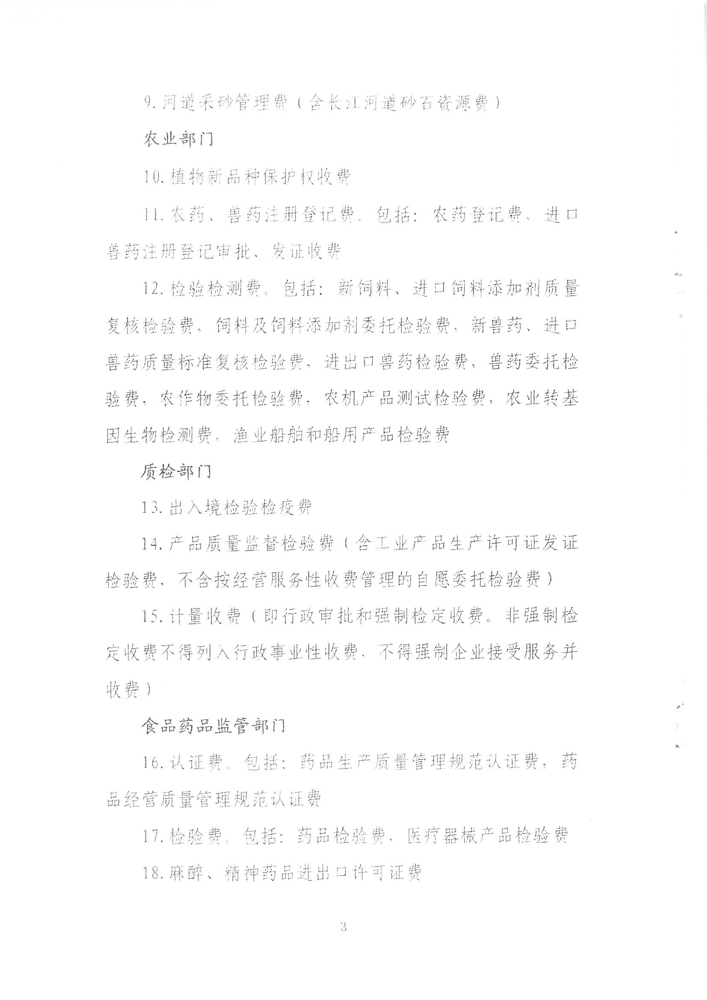 9.河道采砂管理费（含长江河道砂石资源费）
农业部门
10.植物新品种保护权收费
11.农药、兽药注册登记费。包括：农药登记费，进口
兽药注册登记审批、发证收费
12.检验检测费。包括：新饲料、进口饲料添加剂质量
复核检验费，饲料及饲料添加剂委托检验费，新兽药、进口
兽药质量标准复核检验费，进出口兽药检验费，兽药委托检
验费，农作物委托检验费，农机产品测试检验费，农业转基
因生物检测费，渔业船舶和船用产品检验费
质检部门
13.出入境检验检疫费
14.产品质量监督检验费（含工业产品生产许可证发证
检验费，不含按经营服务性收费管理的自愿委托检验费）
15.计量收费（即行政审批和强制检定收费。非强制检
定收费不得列入行政事业性收费，不得强制企业接受服务并
收费）
食品药品监管部门
16.认证费。包括：药品生产质量管理规范认证费，药
品经营质量管理规范认证费
17.检验费。包括：药品检验费，医疗器械产品检验费
18.麻醉、精神药品进出口许可证费
3